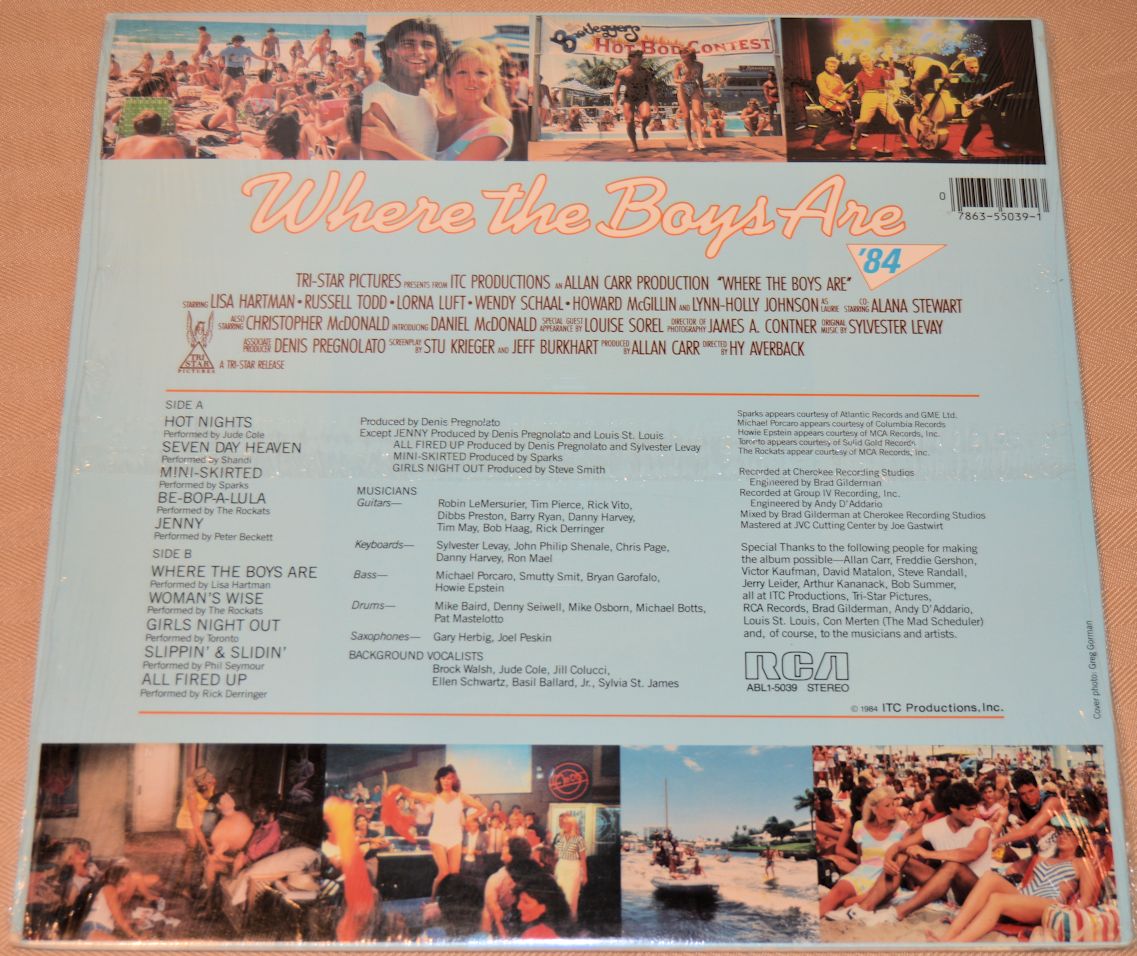 Bootleggers
HOT BOD CONTEST
Where the Boys Are
'84
0
7863-55039-1
TRI-STAR PICTURES PRESENTS FROM ITC PRODUCTIONS AN ALLAN CARR PRODUCTION "WHERE THE BOYS ARE"
STARRING LISA HARTMAN • RUSSELL TODD • LORNA LUFT • WENDY SCHAAL • HOWARD McGILLIN AND LYNN-HOLLY JOHNSON AS LAURIE CO-STARRING ALANA STEWART
ALSO STARRING CHRISTOPHER McDONALD INTRODUCING DANIEL McDONALD SPECIAL GUEST APPEARANCE BY LOUISE SOREL DIRECTOR OF PHOTOGRAPHY JAMES A. CONTNER ORIGINAL MUSIC BY SYLVESTER LEVAY
ASSOCIATE PRODUCER DENIS PREGNOLATO SCREENPLAY BY STU KRIEGER AND JEFF BURKHART PRODUCED BY ALLAN CARR DIRECTED BY HY AVERBACK
TRI
STAR
PICTURES
A TRI-STAR RELEASE
SIDE A
HOT NIGHTS
Performed by Jude Cole
SEVEN DAY HEAVEN
Performed by Shandi
MINI-SKIRTED
Performed by Sparks
BE-BOP-A-LULA
Performed by The Rockats
JENNY
Performed by Peter Beckett
SIDE B
WHERE THE BOYS ARE
Performed by Lisa Hartman
WOMAN'S WISE
Performed by The Rockats
GIRLS NIGHT OUT
Performed by Toronto
SLIPPIN' & SLIDIN'
Performed by Phil Seymour
ALL FIRED UP
Performed by Rick Derringer
Produced by Denis Pregnolato
Except JENNY Produced by Denis Pregnolato and Louis St. Louis
ALL FIRED UP Produced by Denis Pregnolato and Sylvester Levay
MINI-SKIRTED Produced by Sparks
GIRLS NIGHT OUT Produced by Steve Smith
MUSICIANS
Guitars— Robin LeMersurier, Tim Pierce, Rick Vito,
Dibbs Preston, Barry Ryan, Danny Harvey,
Tim May, Bob Haag, Rick Derringer
Keyboards— Sylvester Levay, John Philip Shenale, Chris Page,
Danny Harvey, Ron Mael
Bass— Michael Porcaro, Smutty Smit, Bryan Garofalo,
Howie Epstein
Drums— Mike Baird, Denny Seiwell, Mike Osborn, Michael Botts,
Pat Mastelotto
Saxophones— Gary Herbig, Joel Peskin
BACKGROUND VOCALISTS
Brock Walsh, Jude Cole, Jill Colucci,
Ellen Schwartz, Basil Ballard, Jr., Sylvia St. James
Sparks appears courtesy of Atlantic Records and GME Ltd.
Michael Porcaro appears courtesy of Columbia Records
Howie Epstein appears courtesy of MCA Records, Inc.
Toronto appears courtesy of Solid Gold Records
The Rockats appear courtesy of MCA Records, Inc.
Recorded at Cherokee Recording Studios
Engineered by Brad Gilderman
Recorded at Group IV Recording, Inc.
Engineered by Andy D'Addario
Mixed by Brad Gilderman at Cherokee Recording Studios
Mastered at JVC Cutting Center by Joe Gastwirt
Special Thanks to the following people for making
the album possible—Allan Carr, Freddie Gershon,
Victor Kaufman, David Matalon, Steve Randall,
Jerry Leider, Arthur Kananack, Bob Summer,
all at ITC Productions, Tri-Star Pictures,
RCA Records, Brad Gilderman, Andy D'Addario,
Louis St. Louis, Con Merten (The Mad Scheduler)
and, of course, to the musicians and artists.
RCA
ABL1-5039 STEREO
© 1984 ITC Productions, Inc.
Cover photo: Greg Gorman